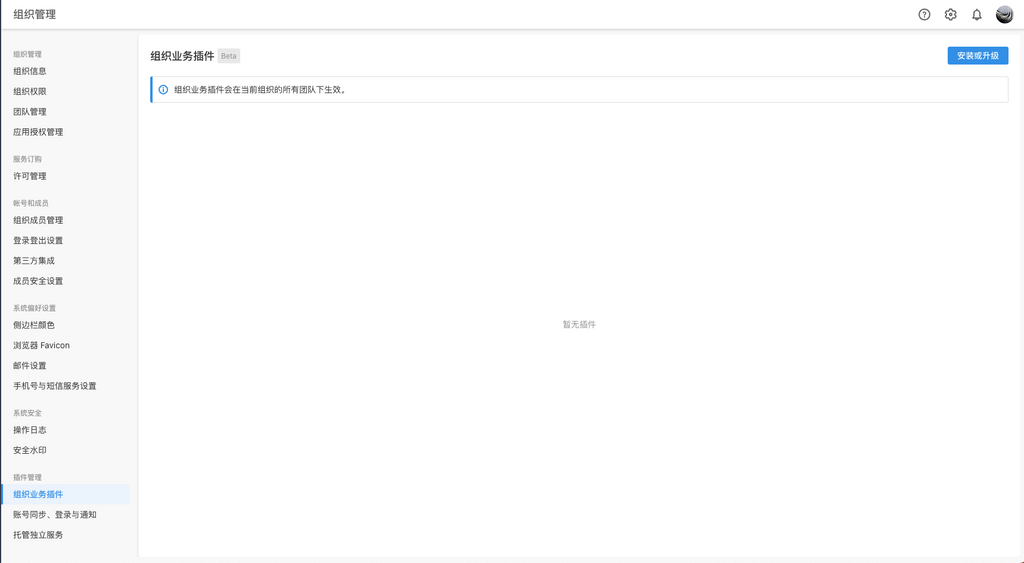 组织管理
组织管理
组织信息
组织权限
团队管理
应用授权管理
服务订购
许可管理
帐号和成员
组织成员管理
登录登出设置
第三方集成
成员安全设置
系统偏好设置
侧边栏颜色
浏览器 Favicon
邮件设置
手机号与短信服务设置
系统安全
操作日志
安全水印
插件管理
组织业务插件
账号同步、登录与通知
托管独立服务
组织业务插件 Beta
安装或升级
组织业务插件会在当前组织的所有团队下生效。
暂无插件